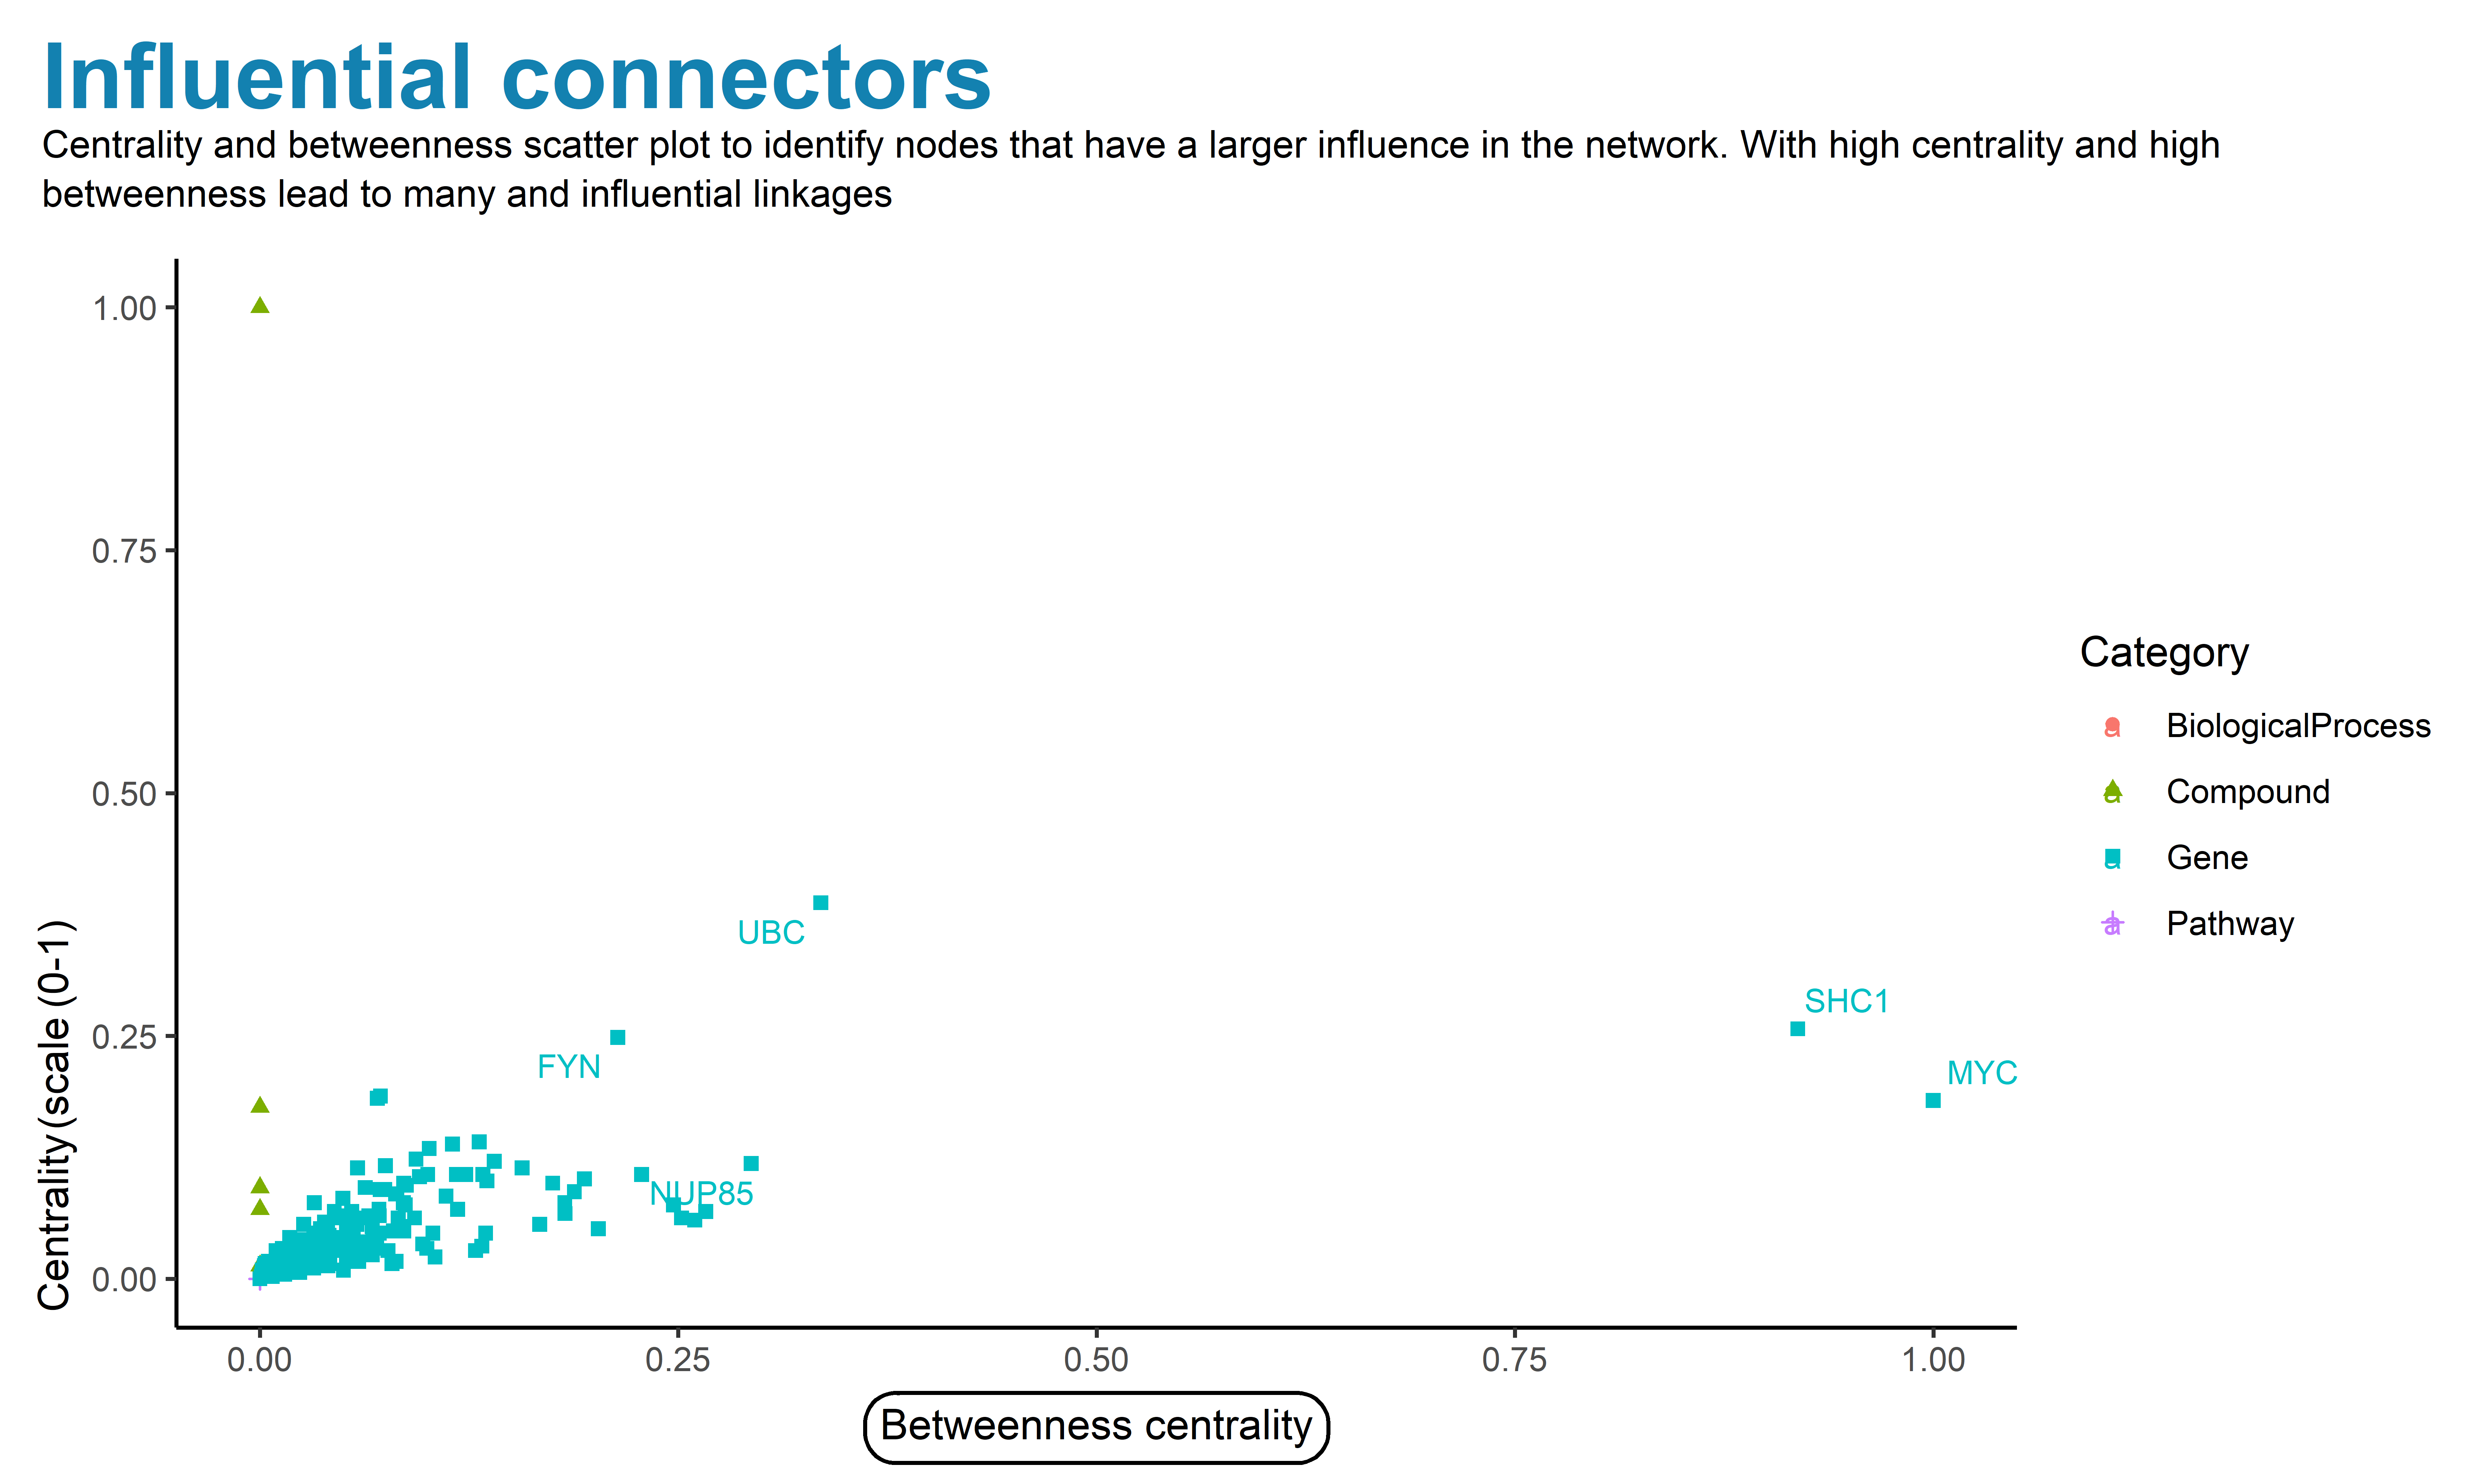 Influential connectors
Centrality and betweenness scatter plot to identify nodes that have a larger influence in the network. With high centrality and high
betweenness lead to many and influential linkages
Centrality (scale (0-1)
1.00
0.75
0.50
0.25
0.00
UBC
FYN
NUP85
SHC1
MYC
0.00
0.25
0.50
0.75
1.00
Betweenness centrality
Category
a BiologicalProcess
a Compound
a Gene
a Pathway